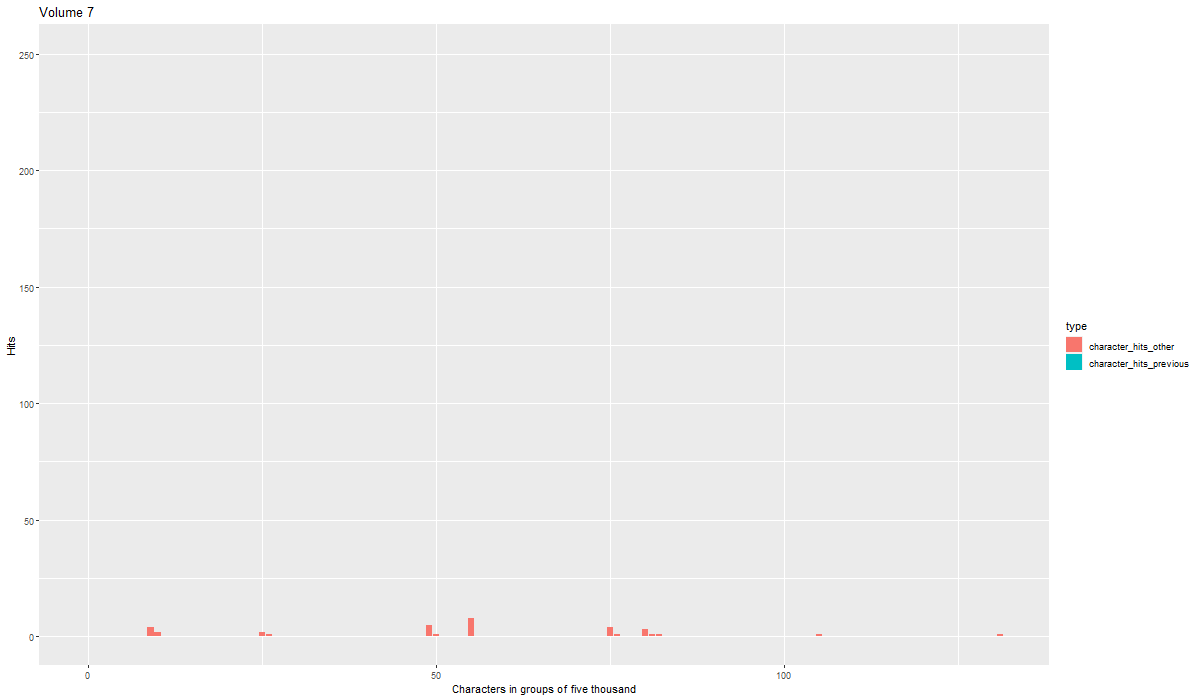 Volume 7
250
200
150
100
50
0
Hits
0
50
100
Characters in groups of five thousand
type
character_hits_other
character_hits_previous